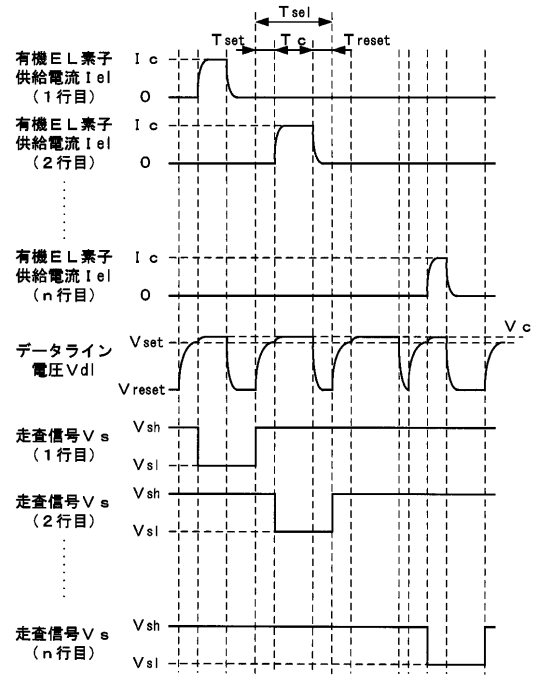 Tsel
Tset Tc Treset
有機ＥＬ素子 Ic
供給電流Iel
（１行目） 0
有機ＥＬ素子 Ic
供給電流Iel
（２行目） 0
有機ＥＬ素子 Ic
供給電流Iel
（n行目） 0
Vc
Vset
データライン
電圧Vdl
Vreset
走査信号Vs Vsh
（１行目）
Vsl
走査信号Vs Vsh
（２行目）
Vsl
走査信号Vs Vsh
（n行目）
Vsl